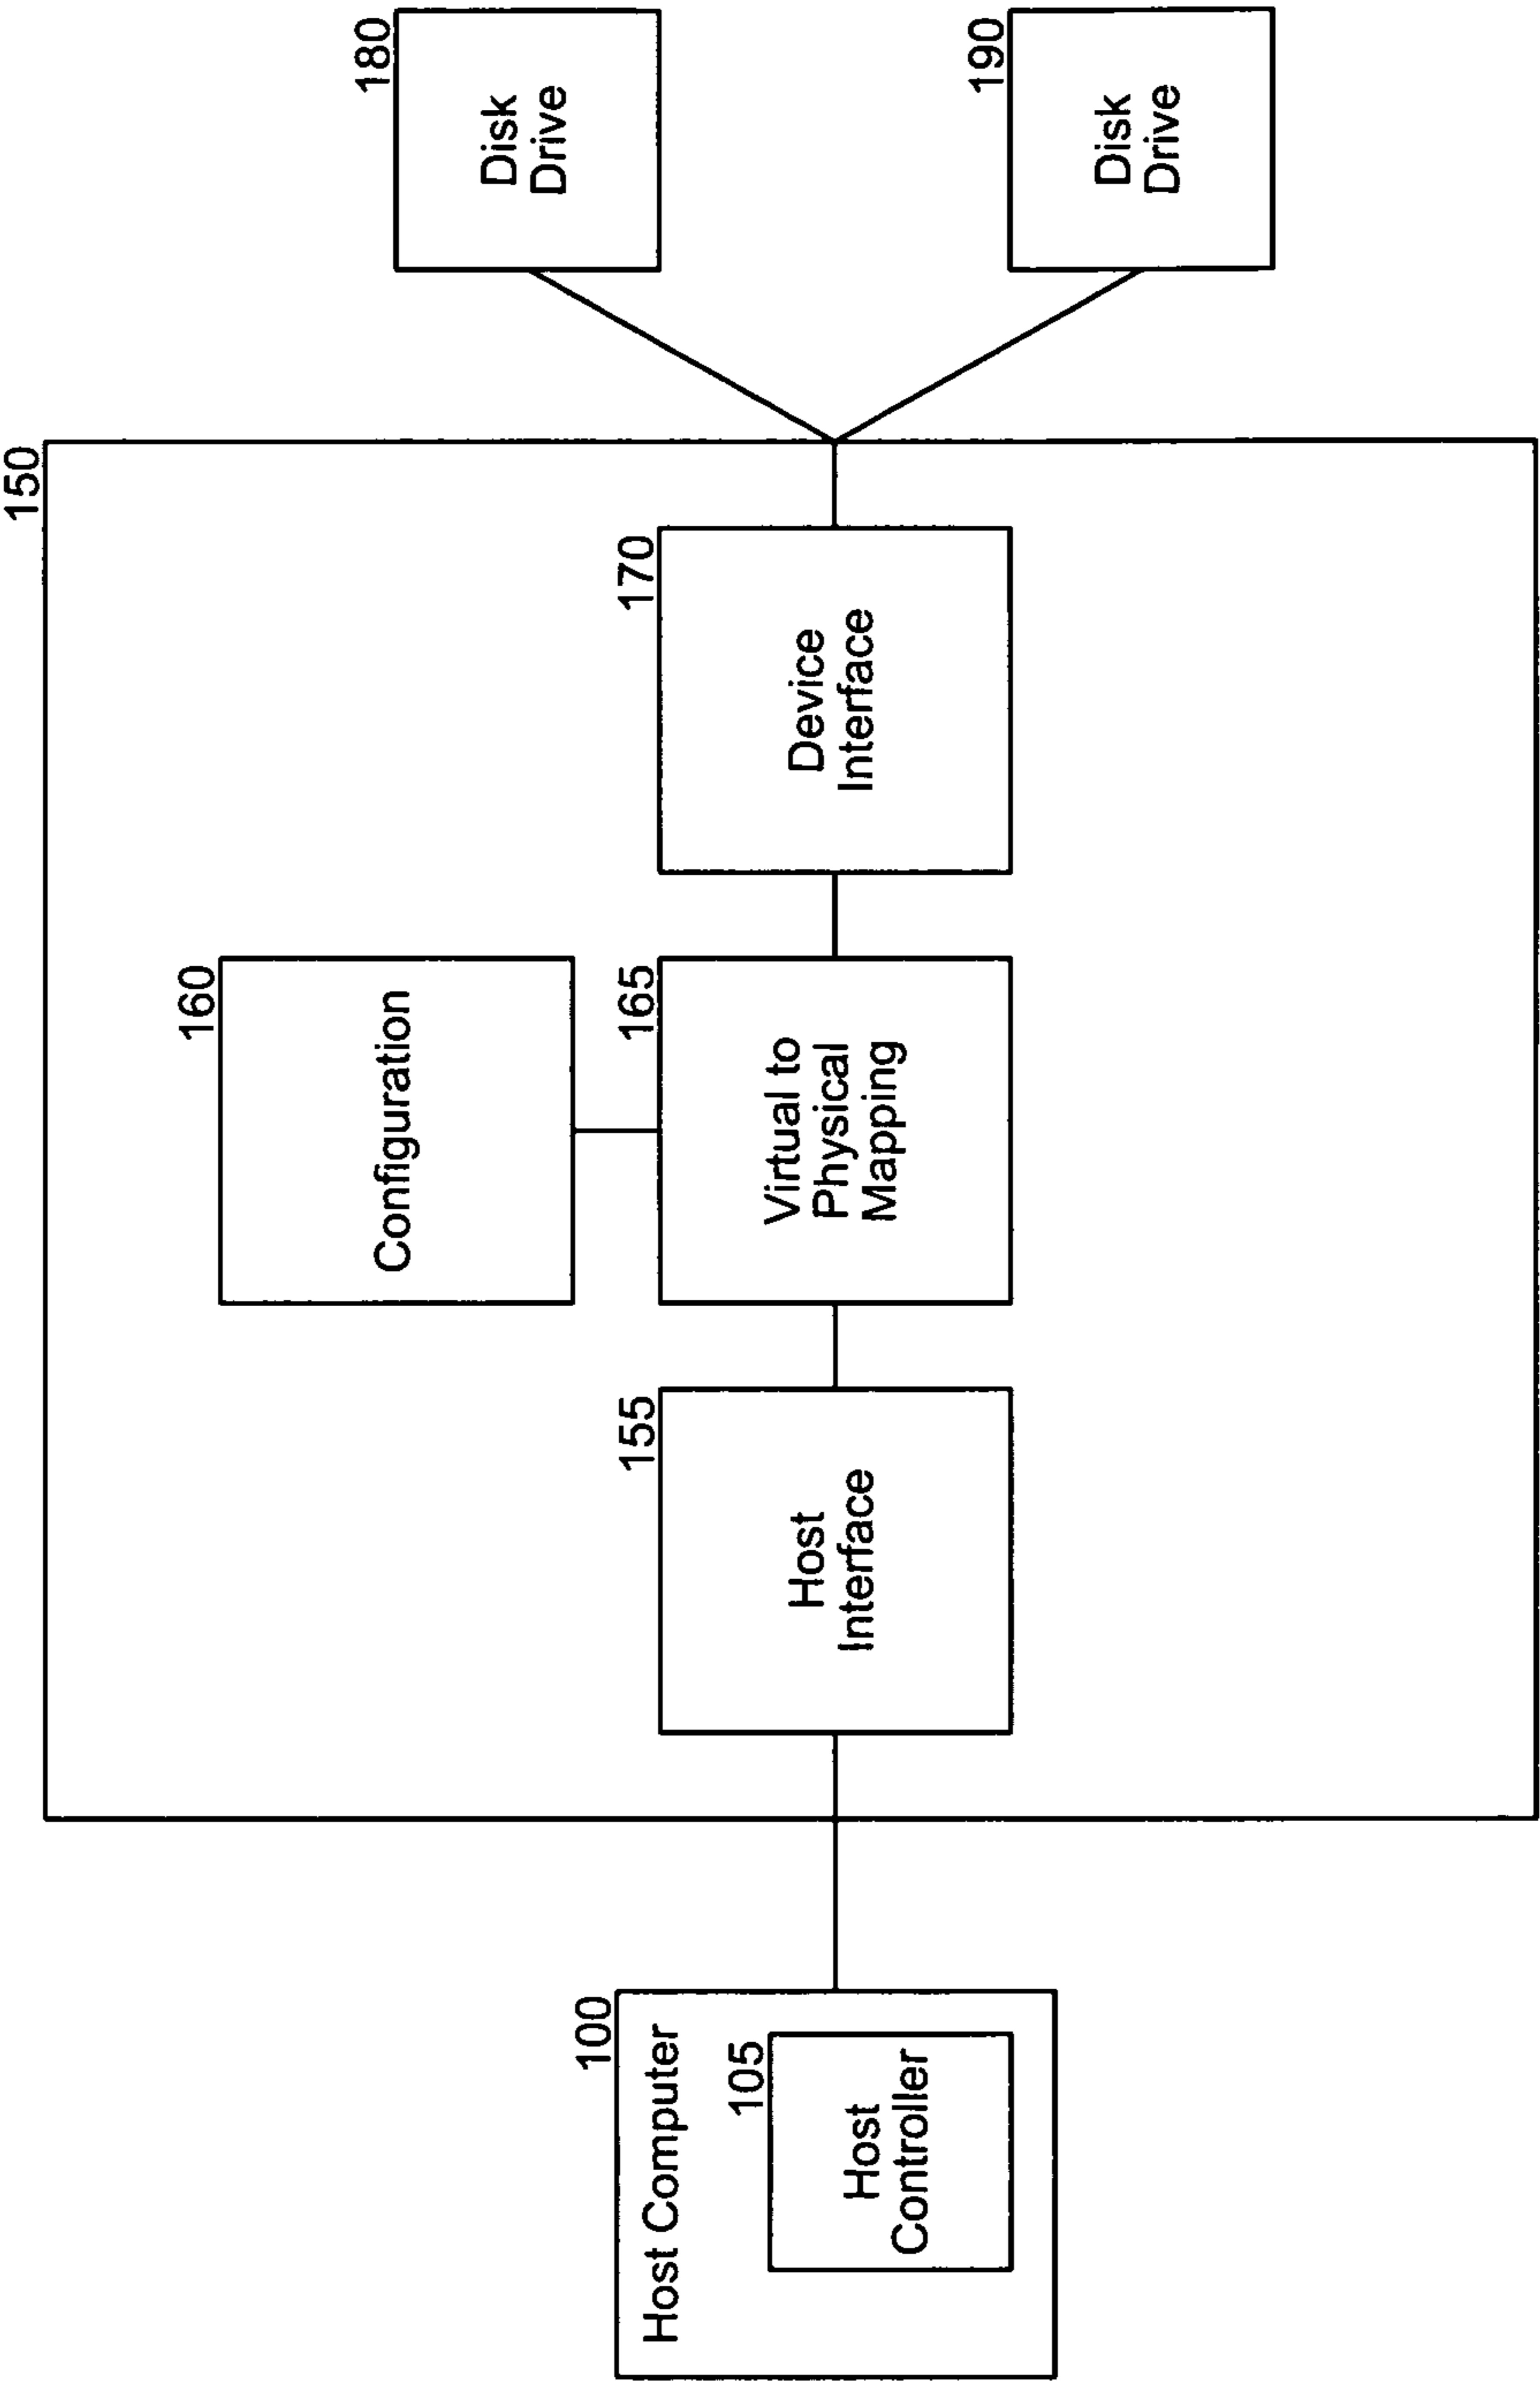 150
100
Host Computer
105
Host
Controller
155
Host
Interface
160
Configuration
165
Virtual to
Physical
Mapping
170
Device
Interface
180
Disk
Drive
190
Disk
Drive